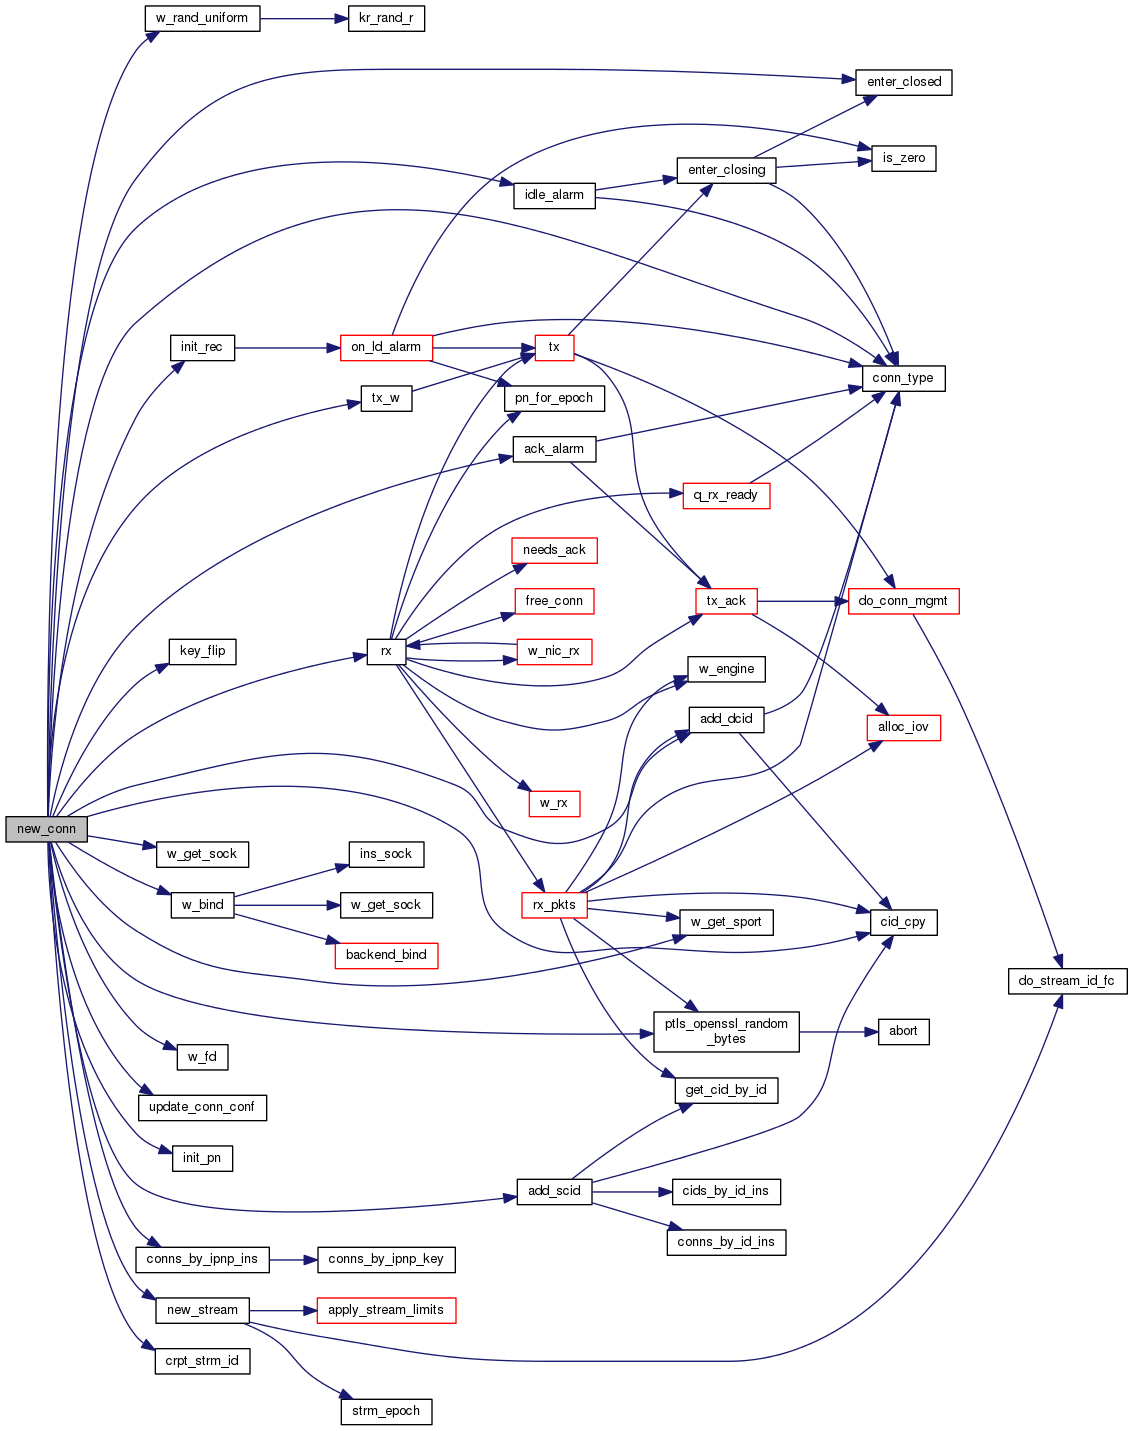 w_rand_uniform
kr_rand_r
enter_closed
is_zero
enter_closing
idle_alarm
init_rec
on_ld_alarm
tx
conn_type
tx_w
pn_for_epoch
ack_alarm
q_rx_ready
needs_ack
free_conn
tx_ack
do_conn_mgmt
key_flip
rx
w_nic_rx
w_engine
add_dcid
alloc_iov
w_rx
new_conn
w_get_sock
ins_sock
w_bind
w_get_sock
rx_pkts
w_get_sport
cid_cpy
backend_bind
do_stream_id_fc
ptls_openssl_random
_bytes
abort
w_fd
get_cid_by_id
update_conn_conf
init_pn
add_scid
cids_by_id_ins
conns_by_id_ins
conns_by_ipnp_ins
conns_by_ipnp_key
new_stream
apply_stream_limits
crpt_strm_id
strm_epoch